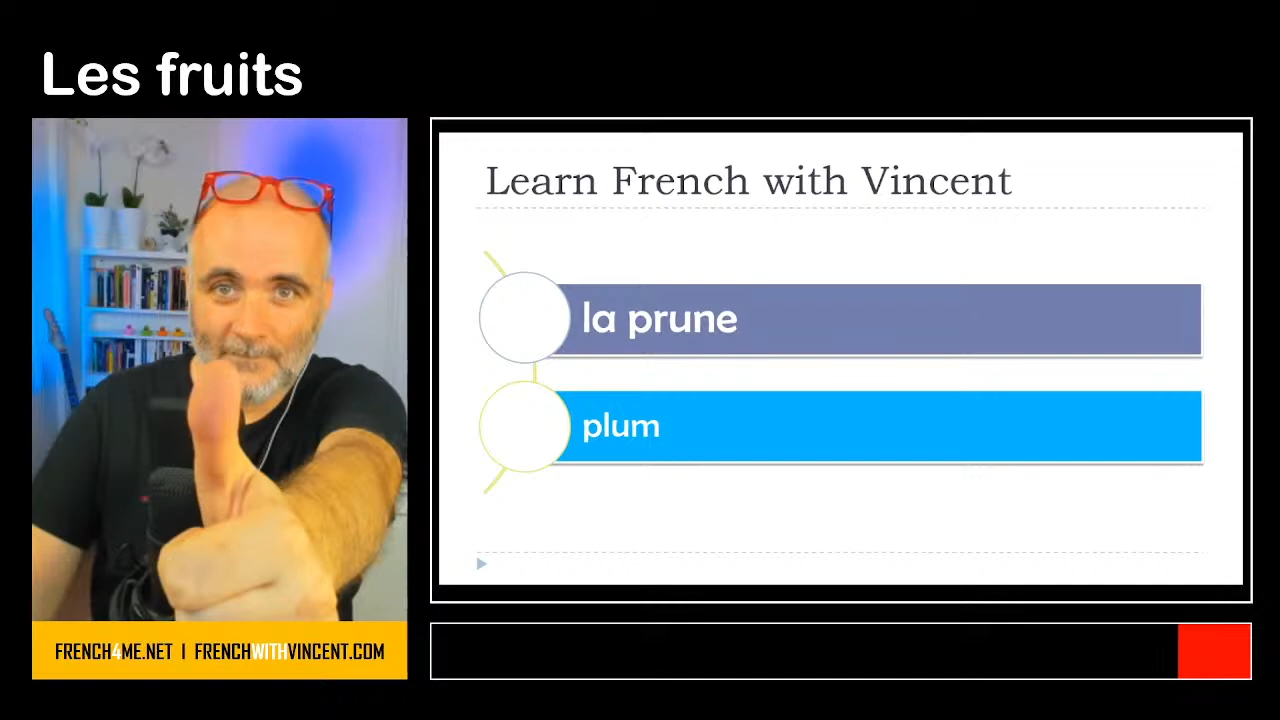 Les fruits
Learn French with Vincent
la prune
plum
FRENCH4ME.NET | FRENCHWITHVINCENT.COM